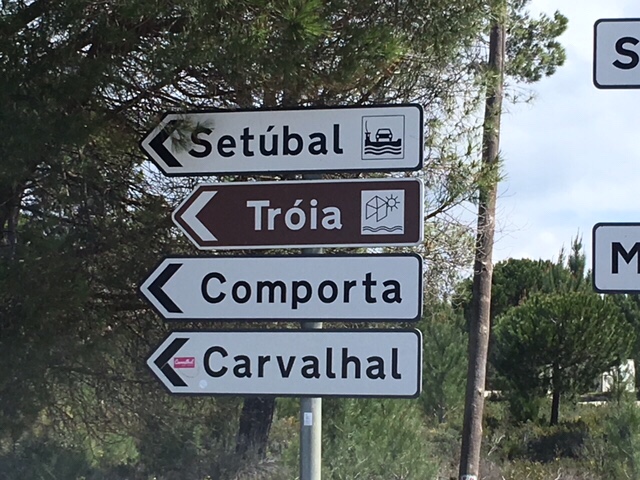 Setúbal
Tróia
Comporta
Carvalhal
S
M